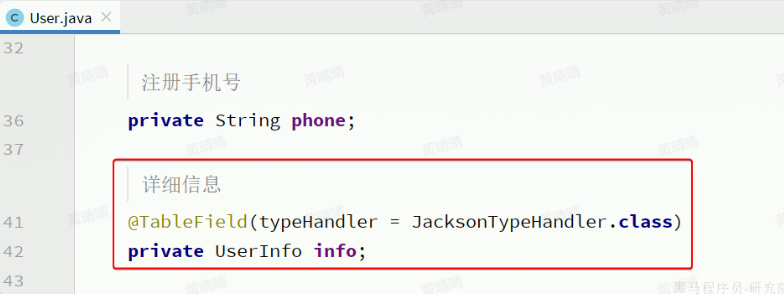 User.java
32
注册手机号
36 private String phone;
37
详细信息
41 @TableField(typeHandler = JacksonTypeHandler.class)
42 private UserInfo info;
43
黄晴晴
黑马程序员-研究院